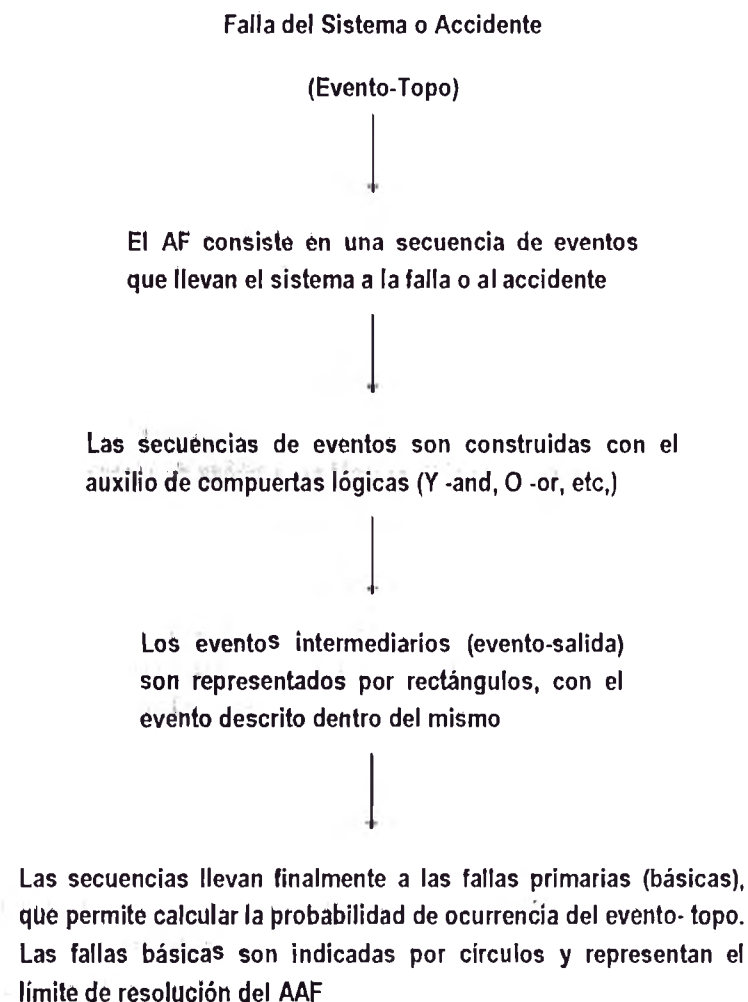 Falla del Sistema o Accidente
(Evento-Topo)
El AF consiste en una secuencia de eventos
que llevan el sistema a la falla o al accidente
Las secuencias de eventos son construidas con el
auxilio de compuertas lógicas (Y -and, O -or, etc,)
Los eventos intermediarios (evento-salida)
son representados por rectángulos, con el
evento descrito dentro del mismo
Las secuencias llevan finalmente a las fallas primarias (básicas),
que permite calcular la probabilidad de ocurrencia del evento- topo.
Las fallas básicas son indicadas por círculos y representan el
límite de resolución del AAF